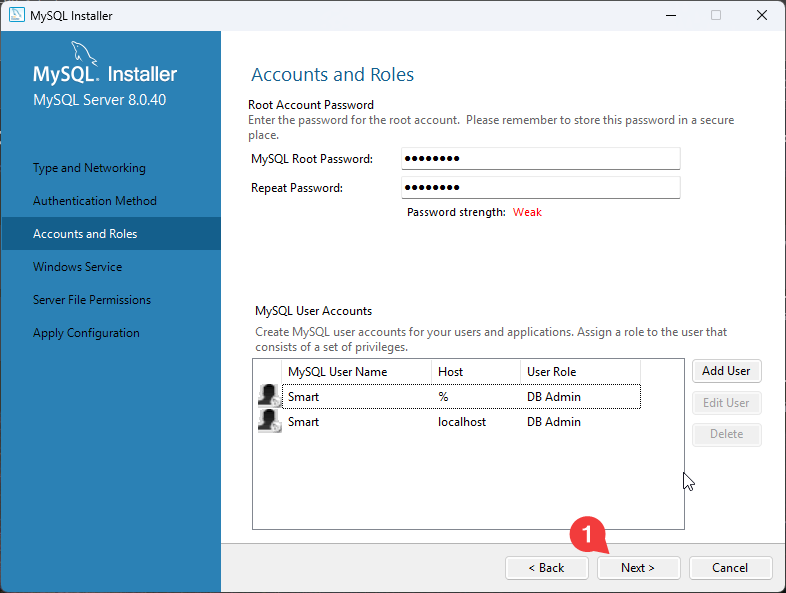 MySQL Installer
MySQL. Installer
MySQL Server 8.0.40
Type and Networking
Authentication Method
Accounts and Roles
Windows Service
Server File Permissions
Apply Configuration
Accounts and Roles
Root Account Password
Enter the password for the root account.  Please remember to store this password in a secure
place.
MySQL Root Password: ●●●●●●●●
Repeat Password: ●●●●●●●●
Password strength: Weak
MySQL User Accounts
Create MySQL user accounts for your users and applications. Assign a role to the user that
consists of a set of privileges.
MySQL User Name Host User Role
Smart % DB Admin
Smart localhost DB Admin
Add User
Edit User
Delete
1
< Back Next > Cancel